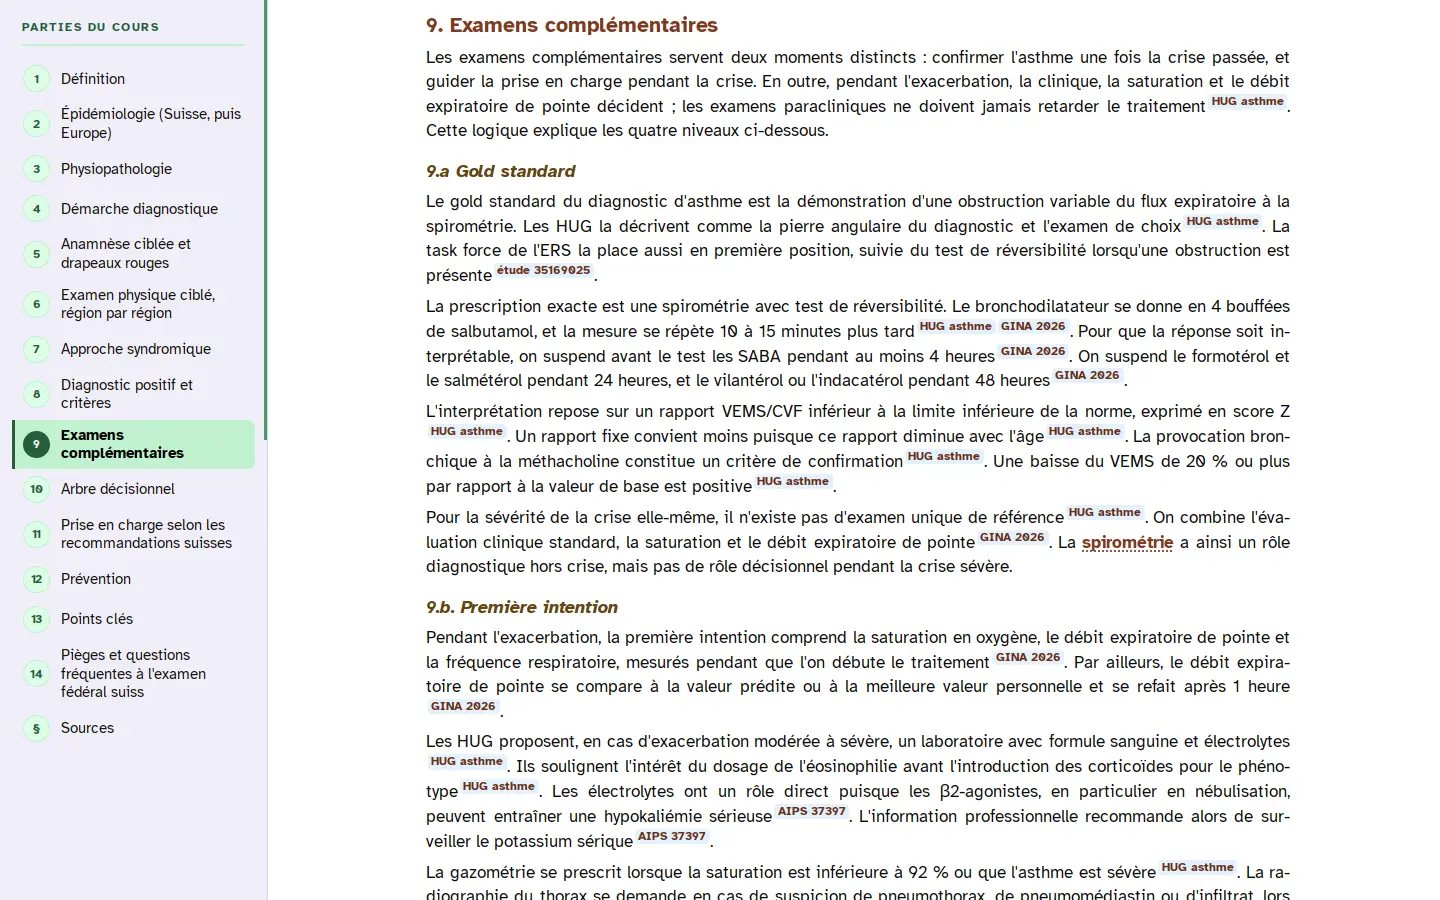 PARTIES DU COURS
1 Définition
2 Épidémiologie (Suisse, puis
Europe)
3 Physiopathologie
4 Démarche diagnostique
5 Anamnèse ciblée et
drapeaux rouges
6 Examen physique ciblé,
région par région
7 Approche syndromique
8 Diagnostic positif et
critères
9 Examens
complémentaires
10 Arbre décisionnel
11 Prise en charge selon les
recommandations suisses
12 Prévention
13 Points clés
14 Pièges et questions
fréquentes à l'examen
fédéral suiss
§ Sources
9. Examens complémentaires
Les examens complémentaires servent deux moments distincts : confirmer l'asthme une fois la crise passée, et
guider la prise en charge pendant la crise. En outre, pendant l'exacerbation, la clinique, la saturation et le débit
expiratoire de pointe décident ; les examens paracliniques ne doivent jamais retarder le traitement HUG asthme.
Cette logique explique les quatre niveaux ci-dessous.
9.a Gold standard
Le gold standard du diagnostic d'asthme est la démonstration d'une obstruction variable du flux expiratoire à la
spirométrie. Les HUG la décrivent comme la pierre angulaire du diagnostic et l'examen de choix HUG asthme. La
task force de l'ERS la place aussi en première position, suivie du test de réversibilité lorsqu'une obstruction est
présente étude 35169025.
La prescription exacte est une spirométrie avec test de réversibilité. Le bronchodilatateur se donne en 4 bouffées
de salbutamol, et la mesure se répète 10 à 15 minutes plus tard HUG asthme GINA 2026. Pour que la réponse soit in-
terprétable, on suspend avant le test les SABA pendant au moins 4 heures GINA 2026. On suspend le formotérol et
le salmétérol pendant 24 heures, et le vilantérol ou l'indacatérol pendant 48 heures GINA 2026.
L'interprétation repose sur un rapport VEMS/CVF inférieur à la limite inférieure de la norme, exprimé en score Z
HUG asthme. Un rapport fixe convient moins puisque ce rapport diminue avec l'âge HUG asthme. La provocation bron-
chique à la méthacholine constitue un critère de confirmation HUG asthme. Une baisse du VEMS de 20 % ou plus
par rapport à la valeur de base est positive HUG asthme.
Pour la sévérité de la crise elle-même, il n'existe pas d'examen unique de référence HUG asthme. On combine l'éva-
luation clinique standard, la saturation et le débit expiratoire de pointe GINA 2026. La spirométrie a ainsi un rôle
diagnostique hors crise, mais pas de rôle décisionnel pendant la crise sévère.
9.b. Première intention
Pendant l'exacerbation, la première intention comprend la saturation en oxygène, le débit expiratoire de pointe et
la fréquence respiratoire, mesurés pendant que l'on débute le traitement GINA 2026. Par ailleurs, le débit expira-
toire de pointe se compare à la valeur prédite ou à la meilleure valeur personnelle et se refait après 1 heure
GINA 2026.
Les HUG proposent, en cas d'exacerbation modérée à sévère, un laboratoire avec formule sanguine et électrolytes
HUG asthme. Ils soulignent l'intérêt du dosage de l'éosinophilie avant l'introduction des corticoïdes pour le phéno-
type HUG asthme. Les électrolytes ont un rôle direct puisque les β2-agonistes, en particulier en nébulisation,
peuvent entraîner une hypokaliémie sérieuse AIPS 37397. L'information professionnelle recommande alors de sur-
veiller le potassium sérique AIPS 37397.
La gazométrie se prescrit lorsque la saturation est inférieure à 92 % ou que l'asthme est sévère HUG asthme. La ra-
diographie du thorax se demande en cas de suspicion de pneumothorax, de pneumomédiastin ou d'infiltrat, lors